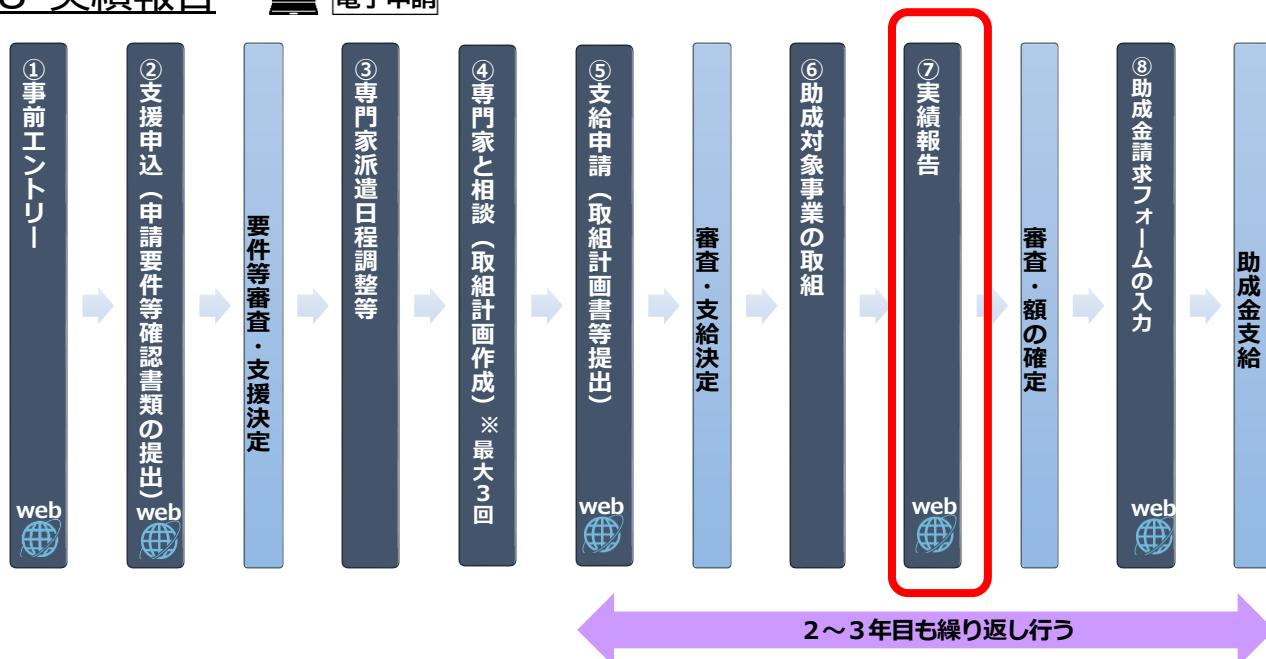 実績報告
電子申請
①事前エントリー
web
②支援申込（申請要件等確認書類の提出）
web
要件等審査・支援決定
③専門家派遣日程調整等
④専門家と相談（取組計画作成）※最大3回
⑤支給申請（取組計画書等提出）
web
審査・支給決定
⑥助成対象事業の取組
⑦実績報告
web
審査・額の確定
⑧助成金請求フォームの入力
web
助成金支給
２～３年目も繰り返し行う